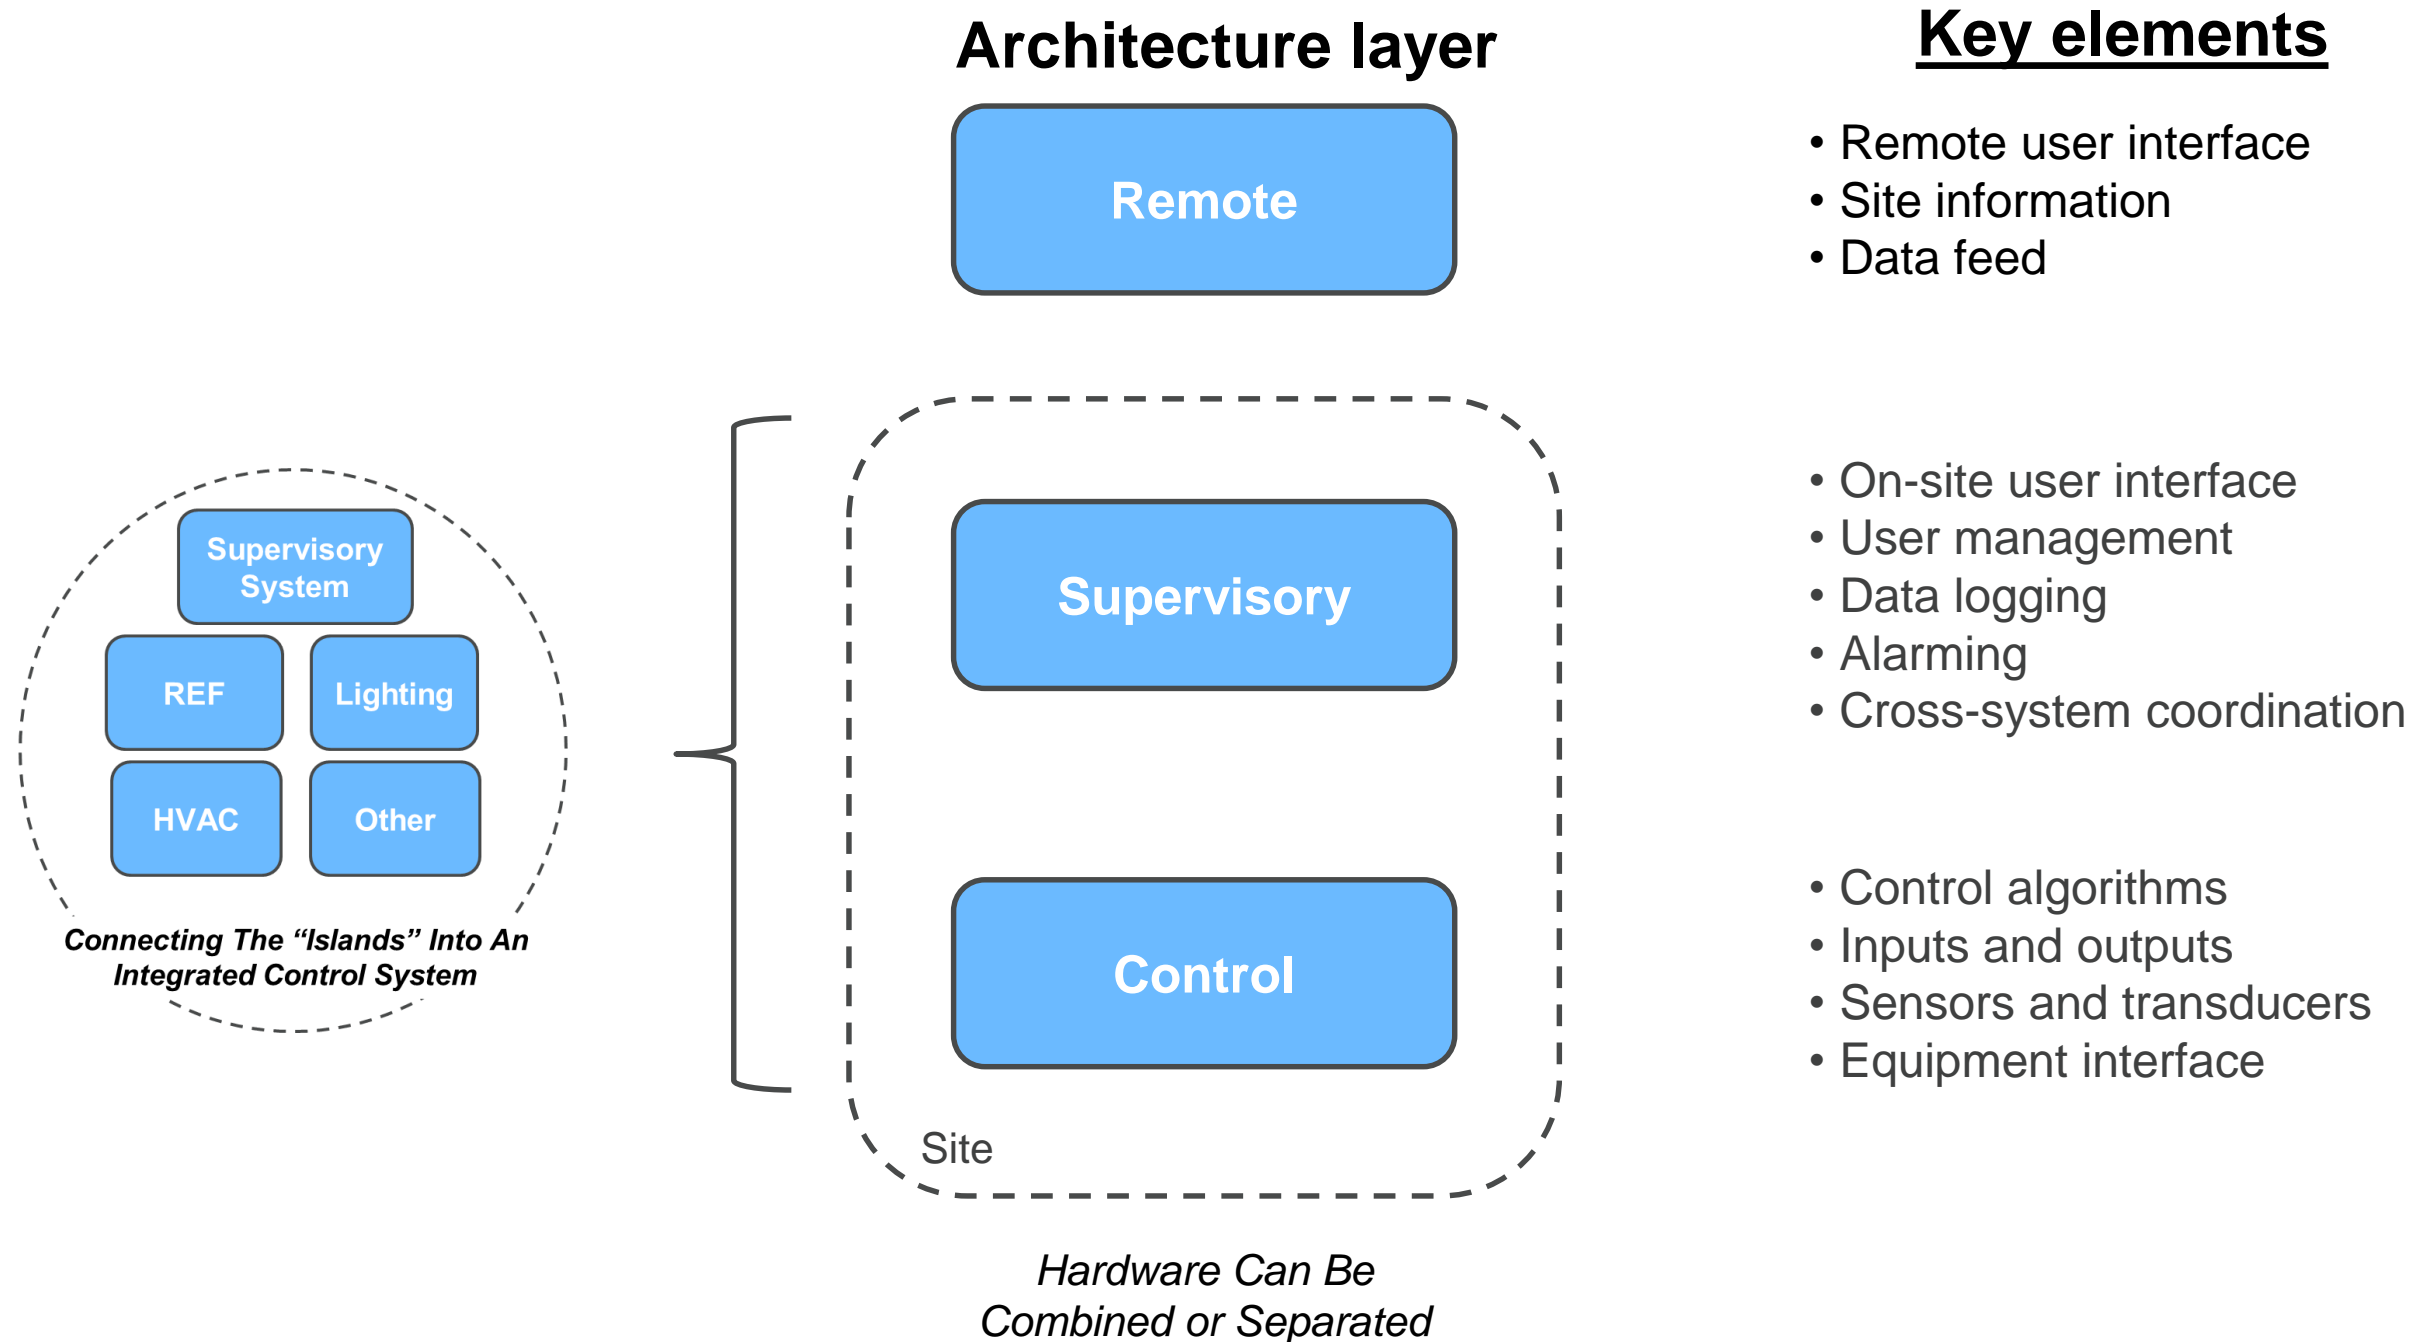 Architecture layer
Key elements
Remote
• Remote user interface
• Site information
• Data feed
Supervisory
System
REF
Lighting
HVAC
Other
Connecting The “Islands” Into An
Integrated Control System
Supervisory
• On-site user interface
• User management
• Data logging
• Alarming
• Cross-system coordination
Control
• Control algorithms
• Inputs and outputs
• Sensors and transducers
• Equipment interface
Site
Hardware Can Be
Combined or Separated